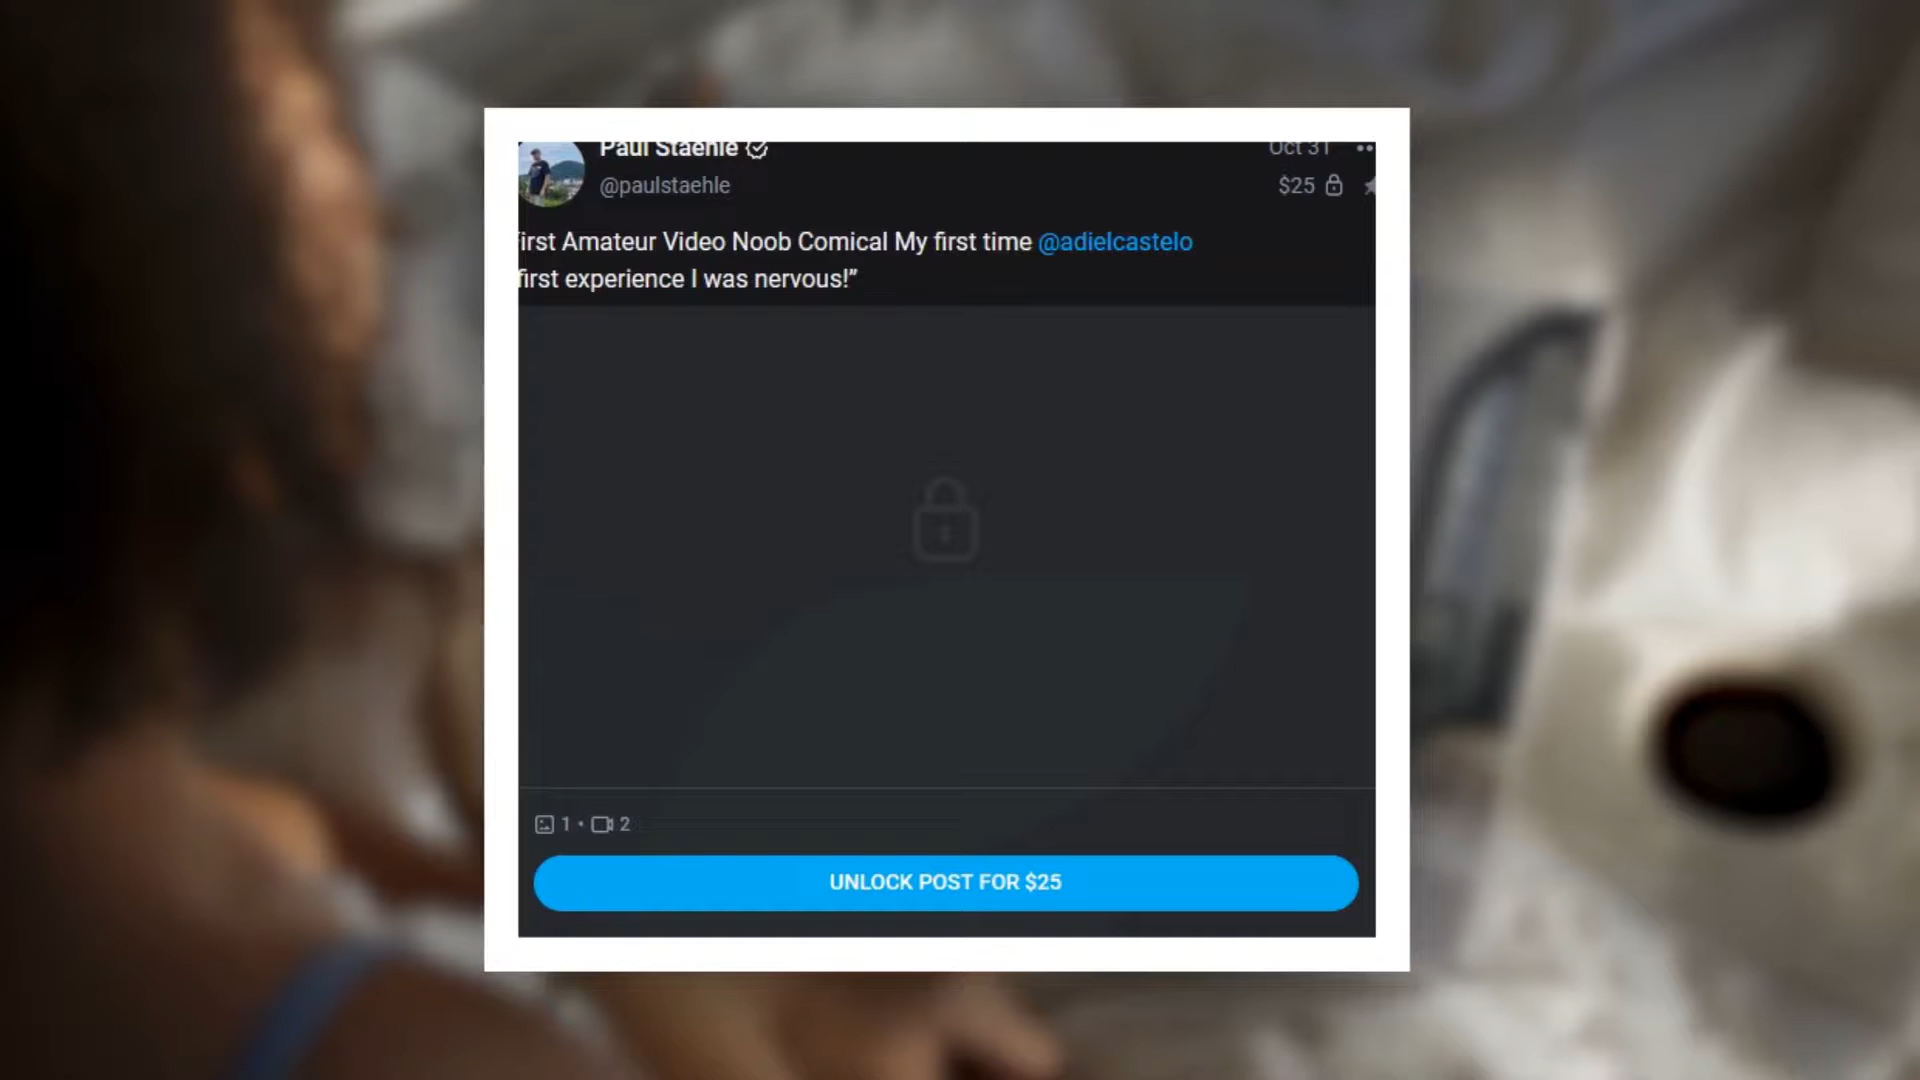 Paul Staehle
Oct 31
@paulstaehle
$25
irst Amateur Video Noob Comical My first time @adielcastelo
first experience I was nervous!”
1 • 2
UNLOCK POST FOR $25